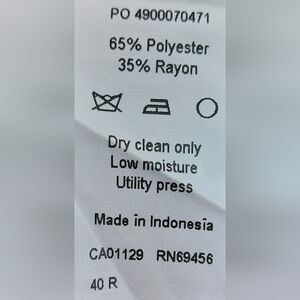 PO 4900070471
65% Polyester
35% Rayon
Dry clean only
Low moisture
Utility press
Made in Indonesia
CA01129 RN69456
40 R